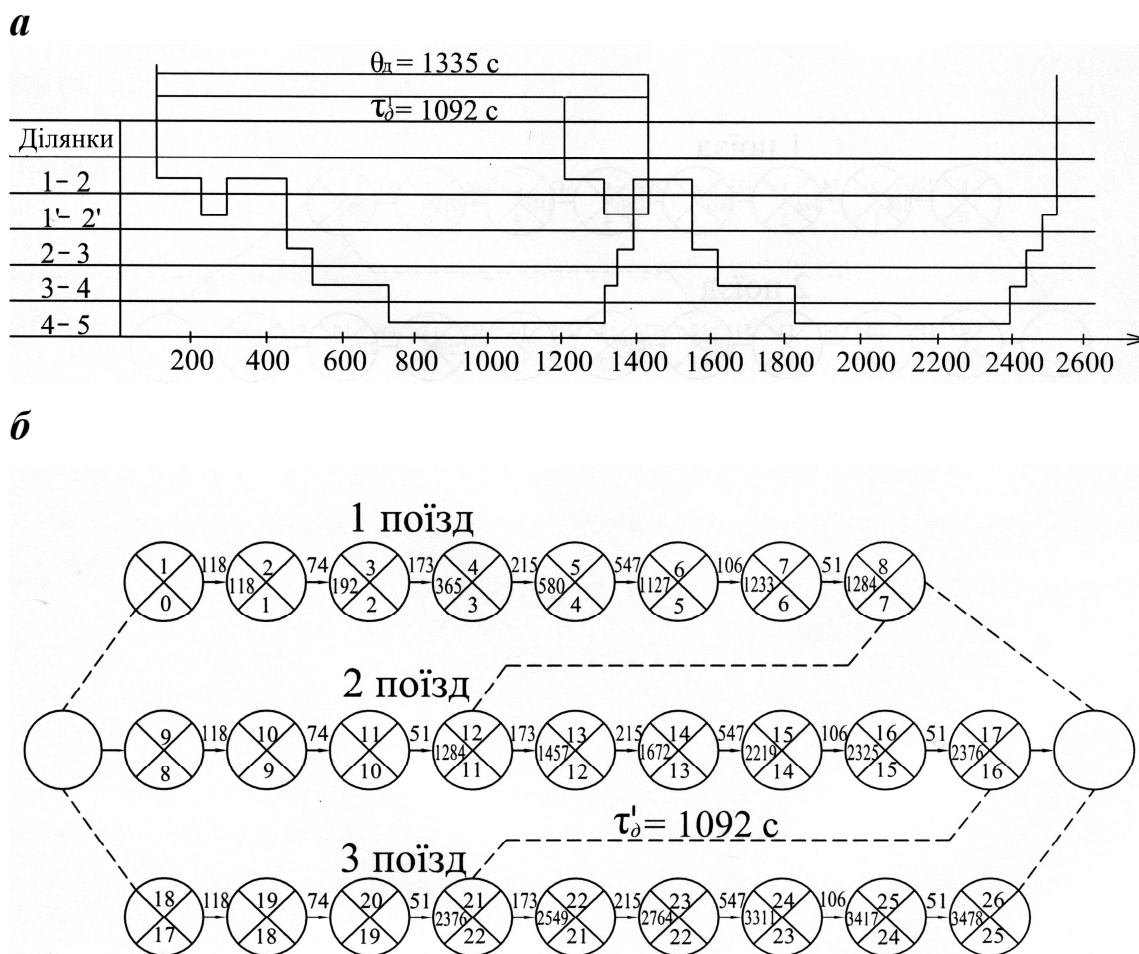 а
θд = 1335 с
τ'д = 1092 с
Ділянки
1 – 2
1' – 2'
2 – 3
3 – 4
4 – 5
200 400 600 800 1000 1200 1400 1600 1800 2000 2200 2400 2600
б
1 поїзд
118 74 173 215 547 106 51
1 2 3 4 5 6 7 8
118 192 365 580 1127 1233 1284
0 1 2 3 4 5 6 7
2 поїзд
118 74 51 173 215 547 106 51
9 10 11 12 13 14 15 16 17
1284 1457 1672 2219 2325 2376
8 9 10 11 12 13 14 15 16
τ'д = 1092 с
3 поїзд
118 74 51 173 215 547 106 51
18 19 20 21 22 23 24 25 26
2376 2549 2764 3311 3417 3478
17 18 19 22 21 22 23 24 25